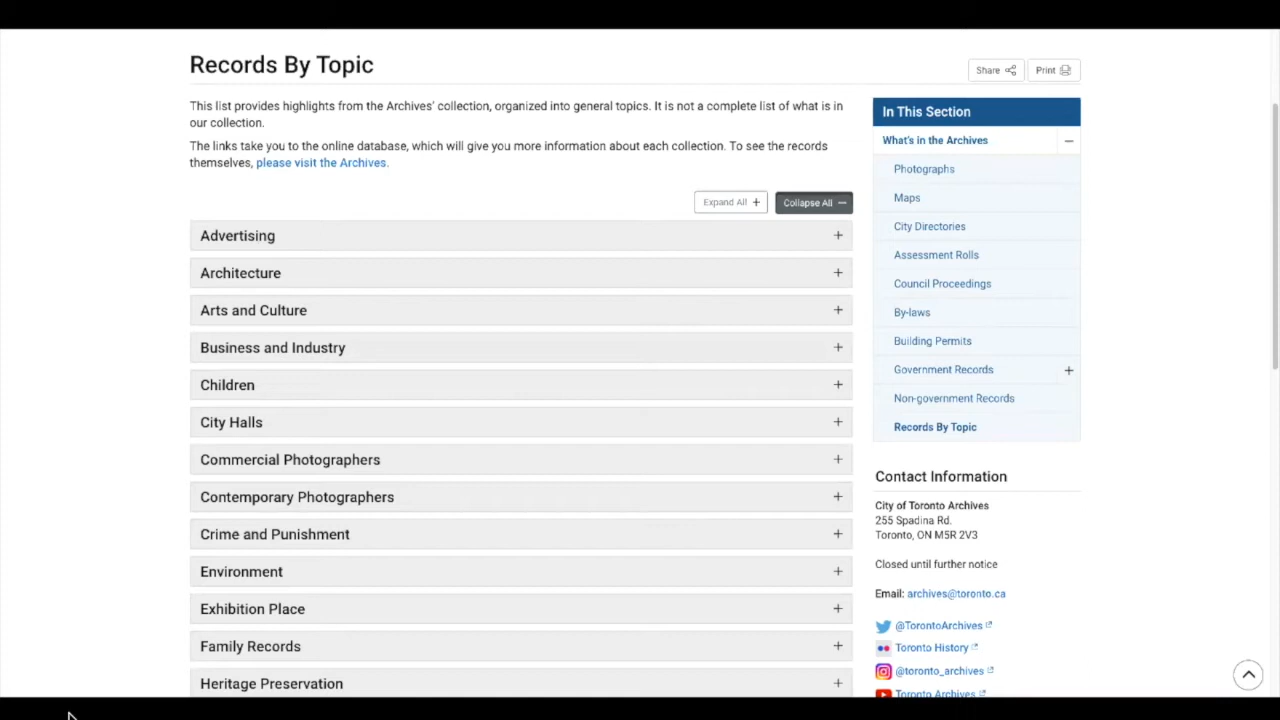 Records By Topic
Share
Print
This list provides highlights from the Archives' collection, organized into general topics. It is not a complete list of what is in
our collection.
The links take you to the online database, which will give you more information about each collection. To see the records
themselves, please visit the Archives.
Expand All +
Collapse All −
Advertising +
Architecture +
Arts and Culture +
Business and Industry +
Children +
City Halls +
Commercial Photographers +
Contemporary Photographers +
Crime and Punishment +
Environment +
Exhibition Place +
Family Records +
Heritage Preservation +
In This Section
What's in the Archives −
Photographs
Maps
City Directories
Assessment Rolls
Council Proceedings
By-laws
Building Permits
Government Records +
Non-government Records
Records By Topic
Contact Information
City of Toronto Archives
255 Spadina Rd.
Toronto, ON M5R 2V3
Closed until further notice
Email: archives@toronto.ca
@TorontoArchives
Toronto History
@toronto_archives
Toronto Archives